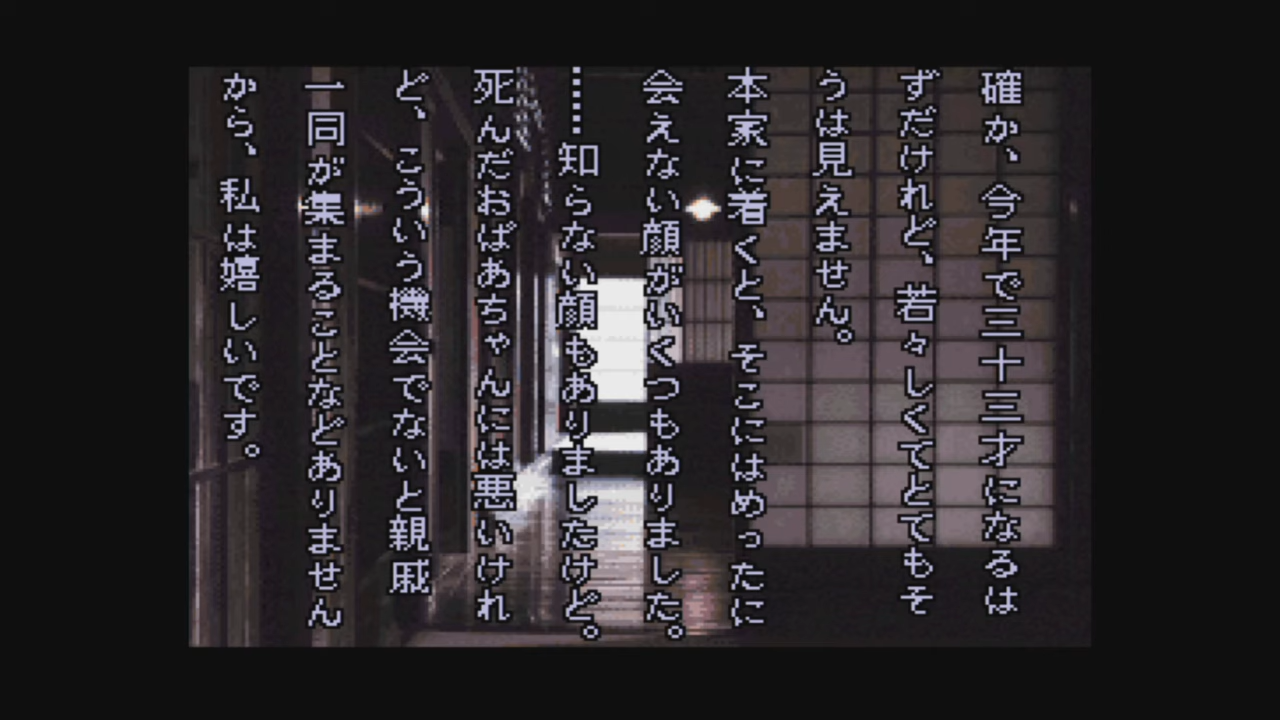 確か、今年で三十三才になるは
ずだけれど、若々しくてとてもそ
うは見えません。
本家に着くと、そこにはめったに
会えない顔がいくつもありました。
……知らない顔もありましたけど。
死んだおばあちゃんには悪いけれ
ど、こういう機会でないと親戚
一同が集まることなどありません
から、私は嬉しいです。